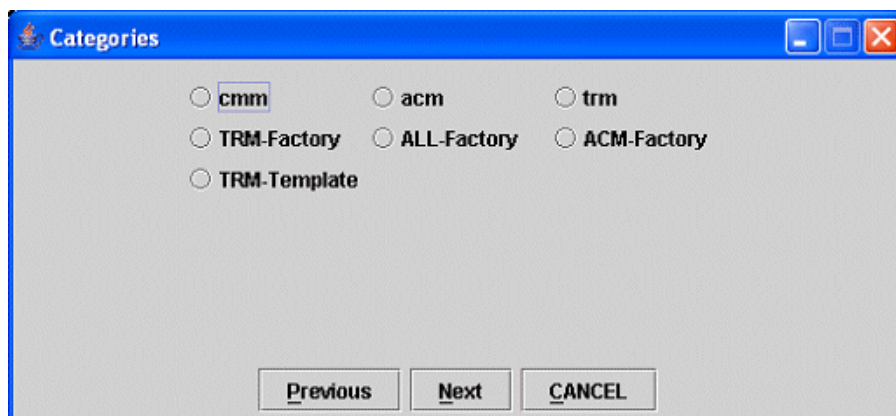 Categories
cmm acm trm
TRM-Factory ALL-Factory ACM-Factory
TRM-Template
Previous Next CANCEL